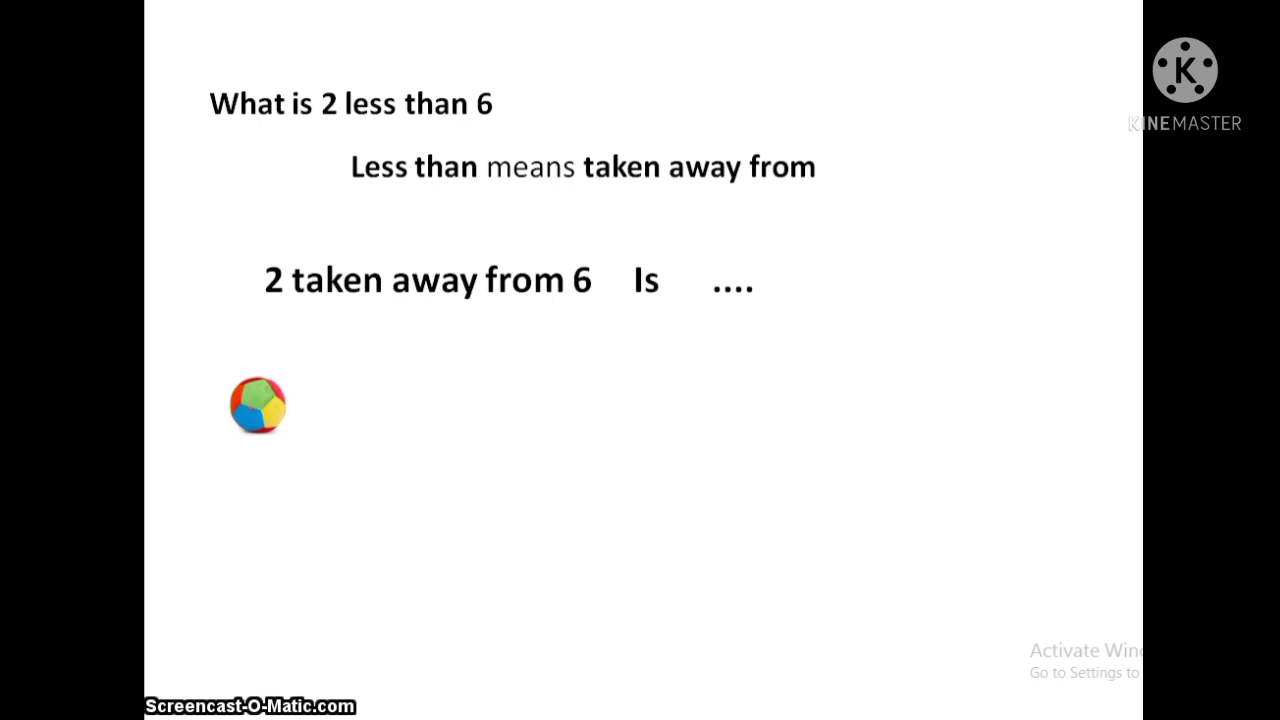 What is 2 less than 6
K
KINEMASTER
Less than means taken away from
2 taken away from 6 Is ....
Activate Win
Go to Settings to
Screencast-O-Matic.com